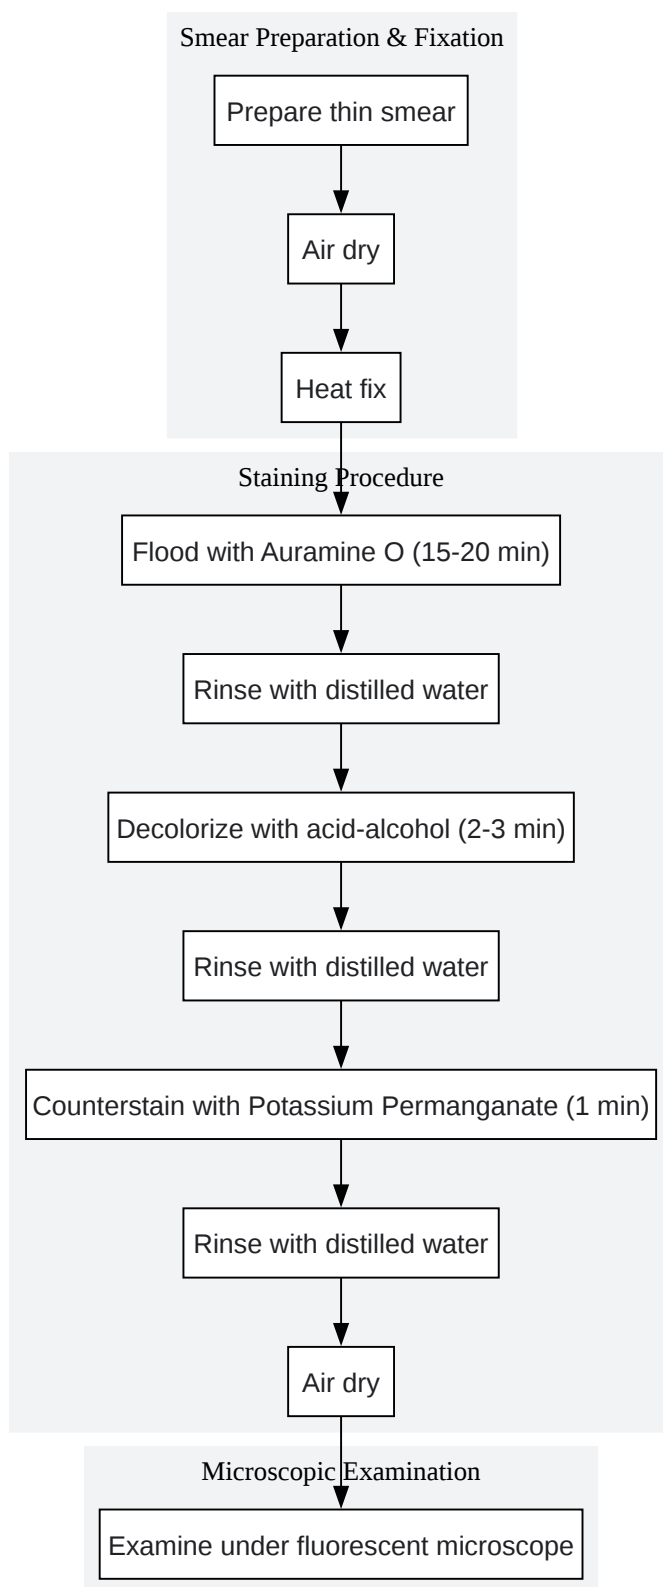 Smear Preparation & Fixation
Prepare thin smear
Air dry
Heat fix
Staining Procedure
Flood with Auramine O (15-20 min)
Rinse with distilled water
Decolorize with acid-alcohol (2-3 min)
Rinse with distilled water
Counterstain with Potassium Permanganate (1 min)
Rinse with distilled water
Air dry
Microscopic Examination
Examine under fluorescent microscope